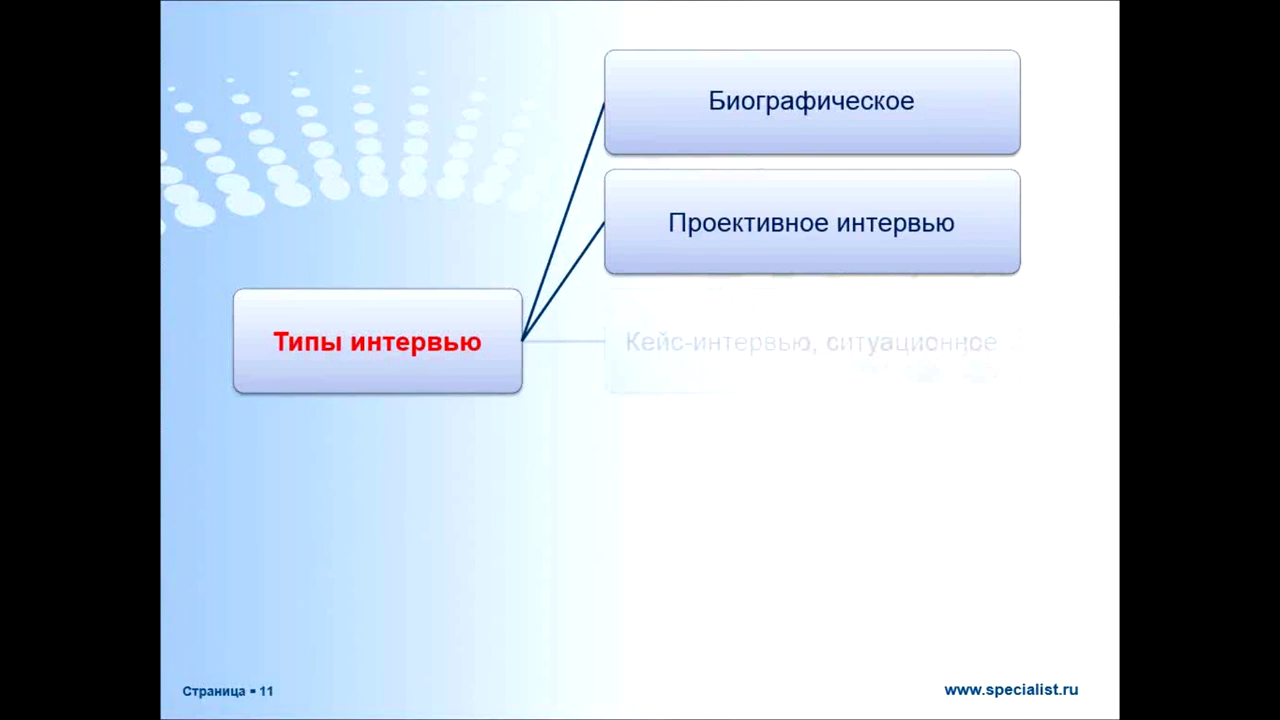 Биографическое
Проективное интервью
Типы интервью
Кейс-интервью, ситуационное
Страница ▪ 11
www.specialist.ru